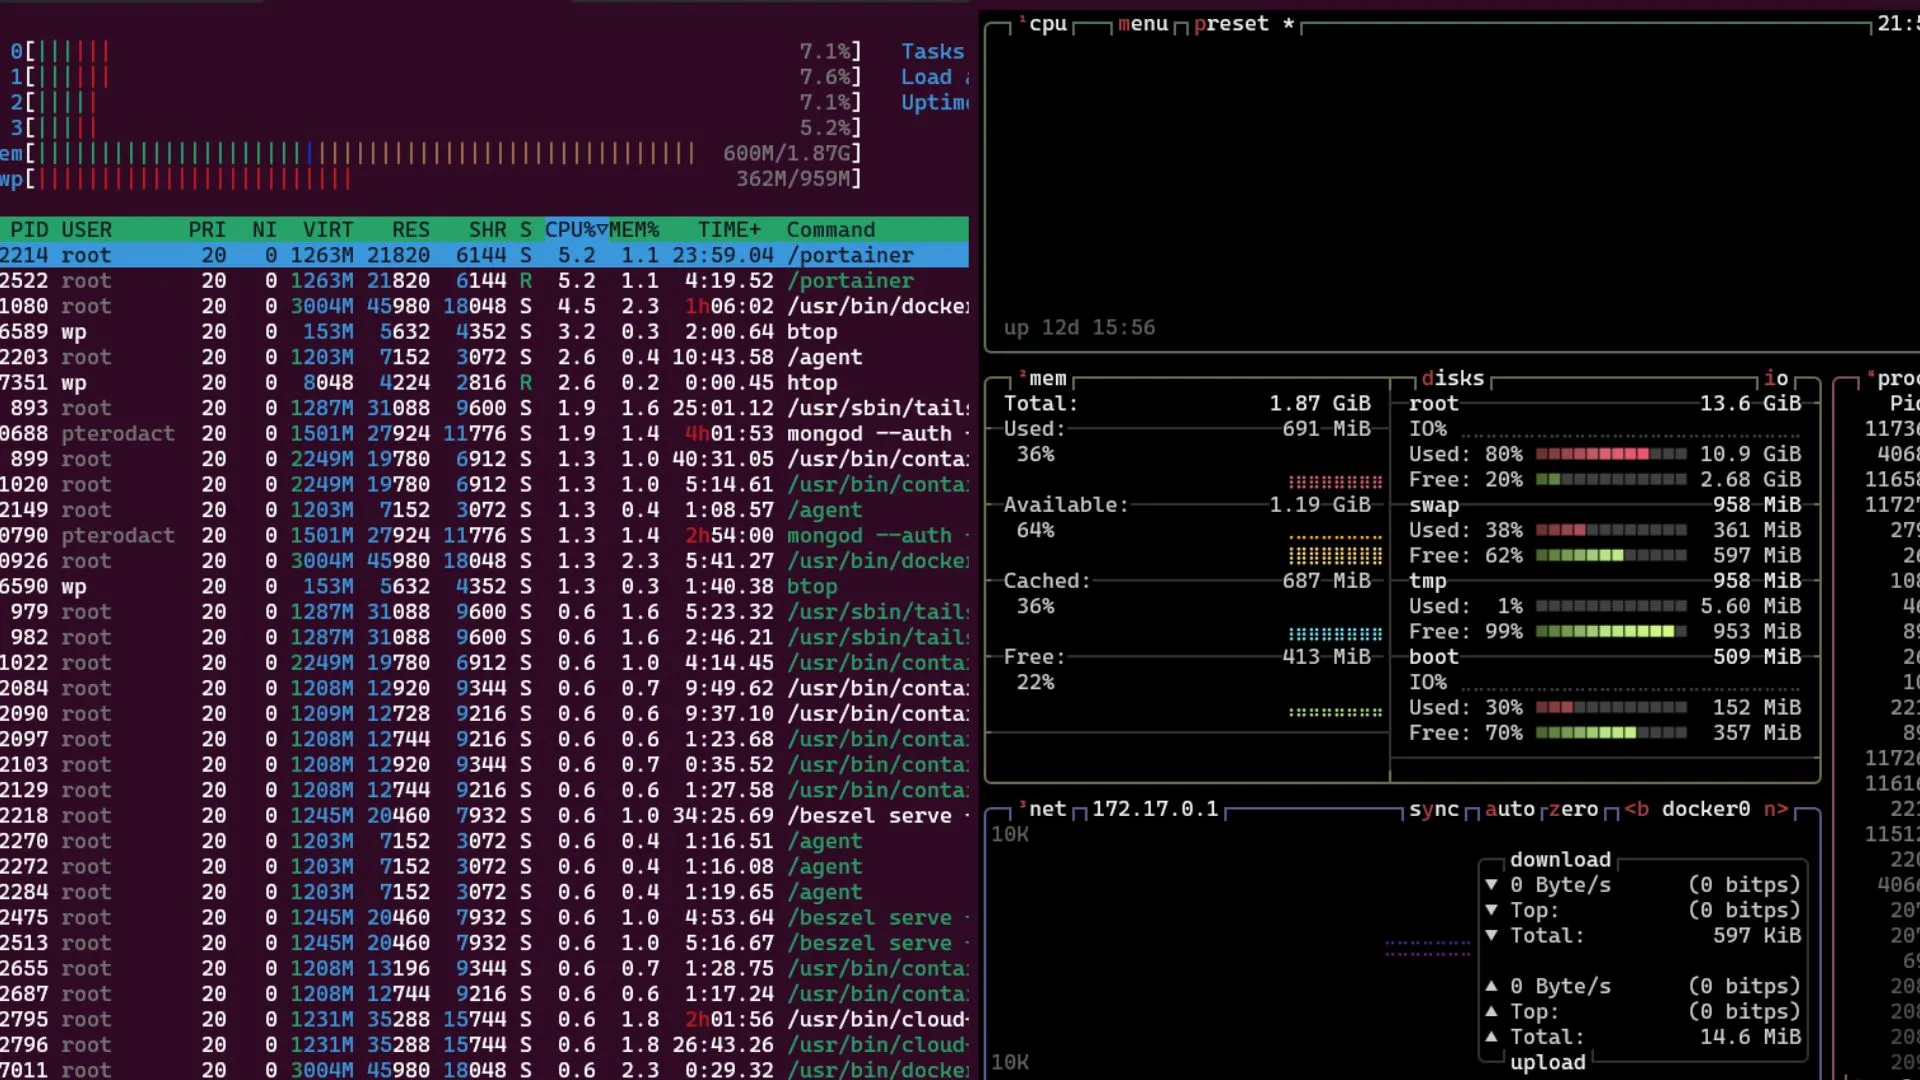 0[|||||| 7.1%] Tasks
1[|||||| 7.6%] Load
2[||||| 7.1%] Uptime
3[||||| 5.2%]
em[ 600M/1.87G]
wp[ 362M/959M]
PID USER PRI NI VIRT RES SHR S CPU%▽MEM% TIME+ Command
2214 root 20 0 1263M 21820 6144 S 5.2 1.1 23:59.04 /portainer
2522 root 20 0 1263M 21820 6144 R 5.2 1.1 4:19.52 /portainer
1080 root 20 0 3004M 45980 18048 S 4.5 2.3 1h06:02 /usr/bin/docke
6589 wp 20 0 153M 5632 4352 S 3.2 0.3 2:00.64 btop
2203 root 20 0 1203M 7152 3072 S 2.6 0.4 10:43.58 /agent
7351 wp 20 0 8048 4224 2816 R 2.6 0.2 0:00.45 htop
893 root 20 0 1287M 31088 9600 S 1.9 1.6 25:01.12 /usr/sbin/tails
0688 pterodact 20 0 1501M 27924 11776 S 1.9 1.4 4h01:53 mongod --auth -
899 root 20 0 2249M 19780 6912 S 1.3 1.0 40:31.05 /usr/bin/conta
1020 root 20 0 2249M 19780 6912 S 1.3 1.0 5:14.61 /usr/bin/conta
2149 root 20 0 1203M 7152 3072 S 1.3 0.4 1:08.57 /agent
0790 pterodact 20 0 1501M 27924 11776 S 1.3 1.4 2h54:00 mongod --auth -
0926 root 20 0 3004M 45980 18048 S 1.3 2.3 5:41.27 /usr/bin/docke
6590 wp 20 0 153M 5632 4352 S 1.3 0.3 1:40.38 btop
979 root 20 0 1287M 31088 9600 S 0.6 1.6 5:23.32 /usr/sbin/tails
982 root 20 0 1287M 31088 9600 S 0.6 1.6 2:46.21 /usr/sbin/tails
1022 root 20 0 2249M 19780 6912 S 0.6 1.0 4:14.45 /usr/bin/conta
2084 root 20 0 1208M 12920 9344 S 0.6 0.7 9:49.62 /usr/bin/conta
2090 root 20 0 1209M 12728 9216 S 0.6 0.6 9:37.10 /usr/bin/conta
2097 root 20 0 1208M 12744 9216 S 0.6 0.6 1:23.68 /usr/bin/conta
2103 root 20 0 1208M 12920 9344 S 0.6 0.7 0:35.52 /usr/bin/conta
2129 root 20 0 1208M 12744 9216 S 0.6 0.6 1:27.58 /usr/bin/conta
2218 root 20 0 1245M 20460 7932 S 0.6 1.0 34:25.69 /beszel serve -
2270 root 20 0 1203M 7152 3072 S 0.6 0.4 1:16.51 /agent
2272 root 20 0 1203M 7152 3072 S 0.6 0.4 1:16.08 /agent
2284 root 20 0 1203M 7152 3072 S 0.6 0.4 1:19.65 /agent
2475 root 20 0 1245M 20460 7932 S 0.6 1.0 4:53.64 /beszel serve -
2513 root 20 0 1245M 20460 7932 S 0.6 1.0 5:16.67 /beszel serve -
2655 root 20 0 1208M 13196 9344 S 0.6 0.7 1:28.75 /usr/bin/conta
2687 root 20 0 1208M 12744 9216 S 0.6 0.6 1:17.24 /usr/bin/conta
2795 root 20 0 1231M 35288 15744 S 0.6 1.8 2h01:56 /usr/bin/cloud
2796 root 20 0 1231M 35288 15744 S 0.6 1.8 26:43.26 /usr/bin/cloud
7011 root 20 0 3004M 45980 18048 S 0.6 2.3 0:29.32 /usr/bin/docke
¹cpu menu preset * 21:5
up 12d 15:56
²mem
Total: 1.87 GiB
Used: 691 MiB
36%
Available: 1.19 GiB
64%
Cached: 687 MiB
36%
Free: 413 MiB
22%
disks io
root 13.6 GiB
IO%
Used: 80% 10.9 GiB
Free: 20% 2.68 GiB
swap 958 MiB
Used: 38% 361 MiB
Free: 62% 597 MiB
tmp 958 MiB
Used: 1% 5.60 MiB
Free: 99% 953 MiB
boot 509 MiB
IO%
Used: 30% 152 MiB
Free: 70% 357 MiB
³net 172.17.0.1 sync auto zero <b docker0 n>
10K
download
▼ 0 Byte/s (0 bitps)
▼ Top: (0 bitps)
▼ Total: 597 KiB
▲ 0 Byte/s (0 bitps)
▲ Top: (0 bitps)
▲ Total: 14.6 MiB
upload
10K
⁴proc
Pid
11736
4068
11658
11727
279